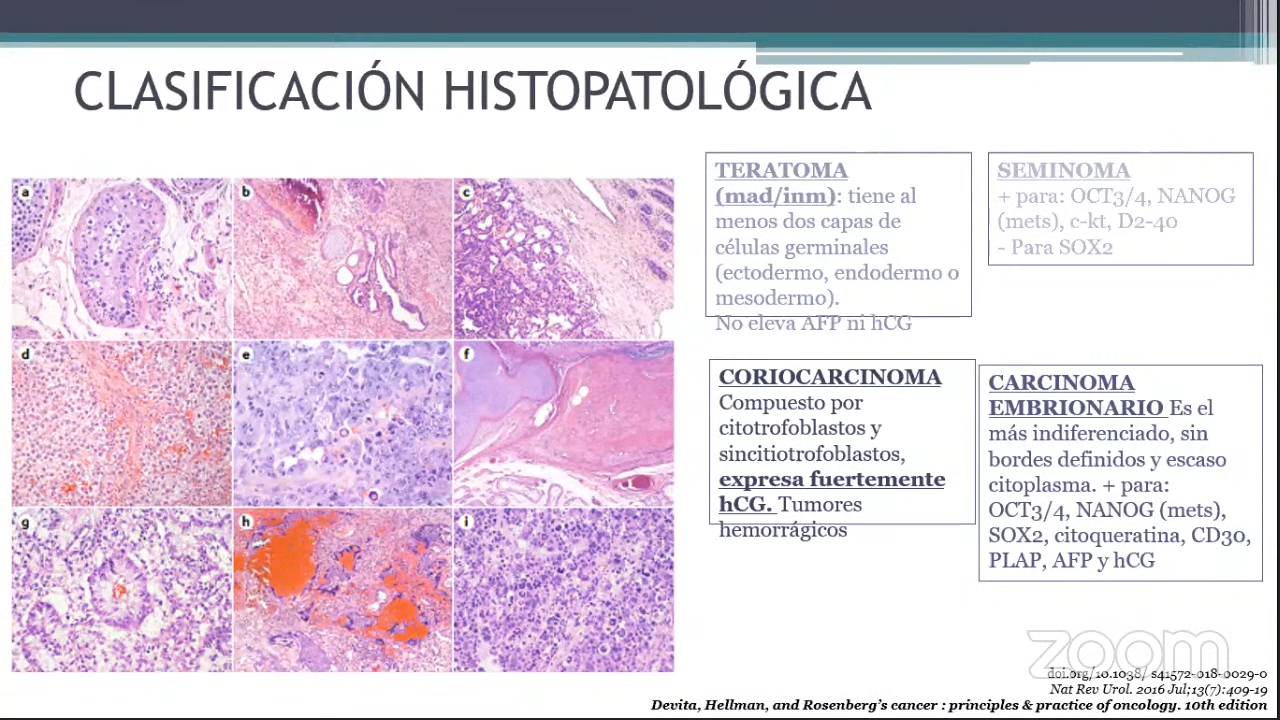 CLASIFICACIÓN HISTOPATOLÓGICA
a
b
c
d
e
f
g
h
i
TERATOMA
(mad/inm): tiene al
menos dos capas de
células germinales
(ectodermo, endodermo o
mesodermo).
No eleva AFP ni hCG
SEMINOMA
+ para: OCT3/4, NANOG
(mets), c-kt, D2-40
- Para SOX2
CORIOCARCINOMA
Compuesto por
citotrofoblastos y
sincitiotrofoblastos,
expresa fuertemente
hCG. Tumores
hemorrágicos
CARCINOMA
EMBRIONARIO Es el
más indiferenciado, sin
bordes definidos y escaso
citoplasma. + para:
OCT3/4, NANOG (mets),
SOX2, citoqueratina, CD30,
PLAP, AFP y hCG
zoom
doi.org/10.1038/ s41572-018-0029-0
Nat Rev Urol. 2016 Jul;13(7):409-19
Devita, Hellman, and Rosenberg's cancer : principles & practice of oncology. 10th edition